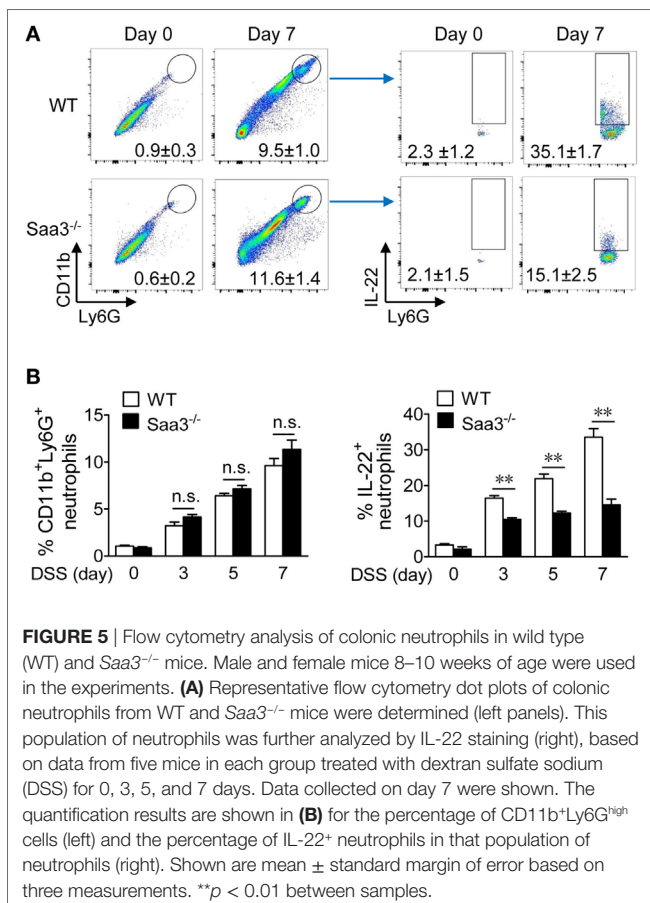 A
Day 0
Day 7
Day 0
Day 7
WT
0.9±0.3
9.5±1.0
2.3 ±1.2
35.1±1.7
Saa3-/-
0.6±0.2
11.6±1.4
2.1±1.5
15.1±2.5
CD11b
Ly6G
IL-22
Ly6G
B
WT
Saa3-/-
% CD11b+Ly6G+
neutrophils
15
10
5
0
n.s.
n.s.
n.s.
DSS (day) 0 3 5 7
WT
Saa3-/-
% IL-22+
neutrophils
40
30
20
10
0
**
**
**
DSS (day) 0 3 5 7
FIGURE 5 | Flow cytometry analysis of colonic neutrophils in wild type
(WT) and Saa3−/− mice. Male and female mice 8–10 weeks of age were used
in the experiments. (A) Representative flow cytometry dot plots of colonic
neutrophils from WT and Saa3−/− mice were determined (left panels). This
population of neutrophils was further analyzed by IL-22 staining (right), based
on data from five mice in each group treated with dextran sulfate sodium
(DSS) for 0, 3, 5, and 7 days. Data collected on day 7 were shown. The
quantification results are shown in (B) for the percentage of CD11b+Ly6Ghigh
cells (left) and the percentage of IL-22+ neutrophils in that population of
neutrophils (right). Shown are mean ± standard margin of error based on
three measurements. **p < 0.01 between samples.